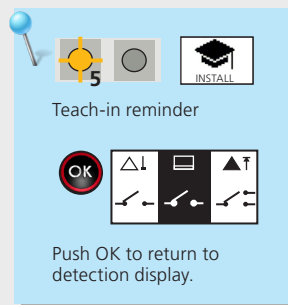 5
INSTALL
Teach-in reminder
OK
Push OK to return to
detection display.